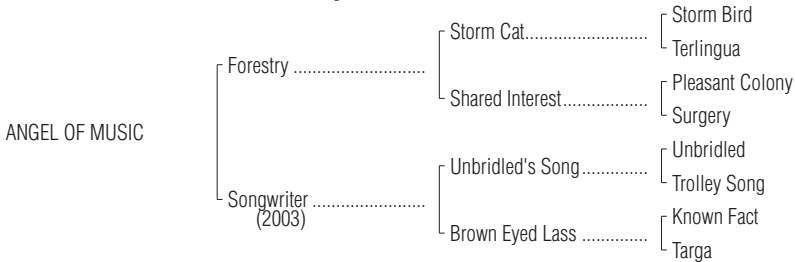 Storm Bird
Storm Cat..........................
Terlingua
Forestry ............................
Pleasant Colony
Shared Interest..................
Surgery
ANGEL OF MUSIC
Unbridled
Unbridled's Song..............
Trolley Song
Songwriter ........................
(2003)
Known Fact
Brown Eyed Lass ..............
Targa